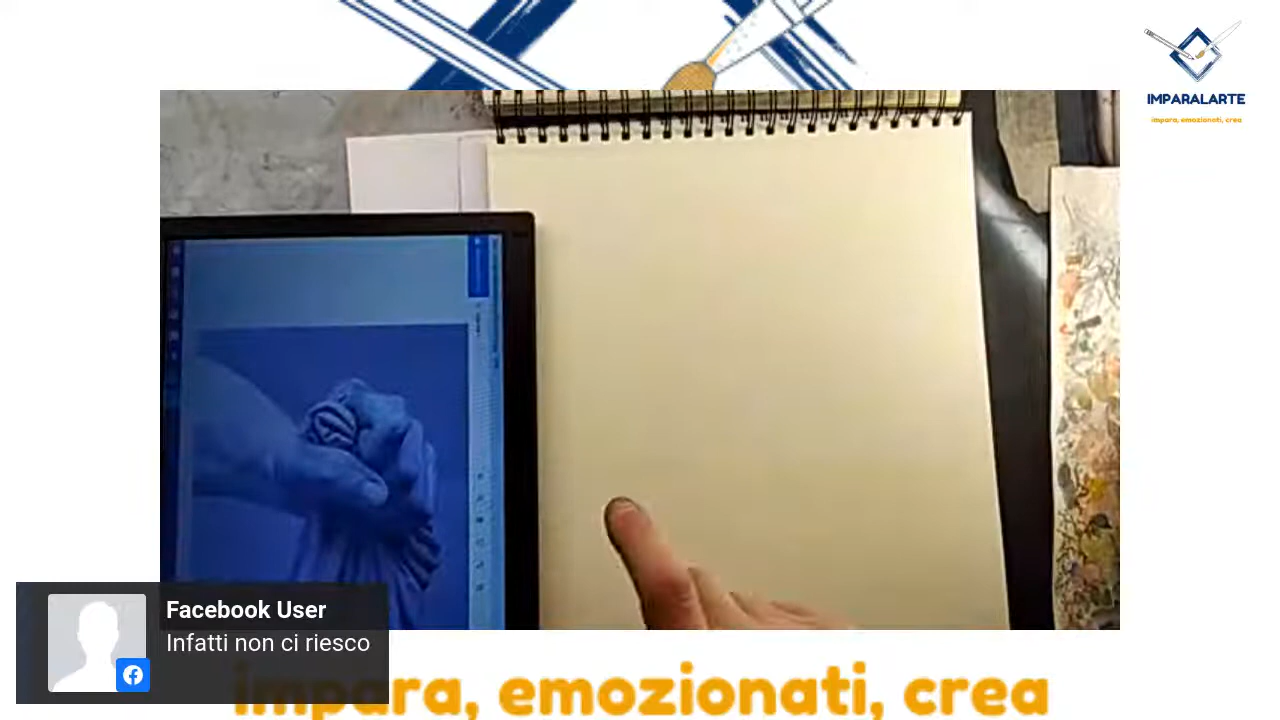 IMPARALARTE
impara, emozionati, crea
Facebook User
Infatti non ci riesco
impara, emozionati, crea